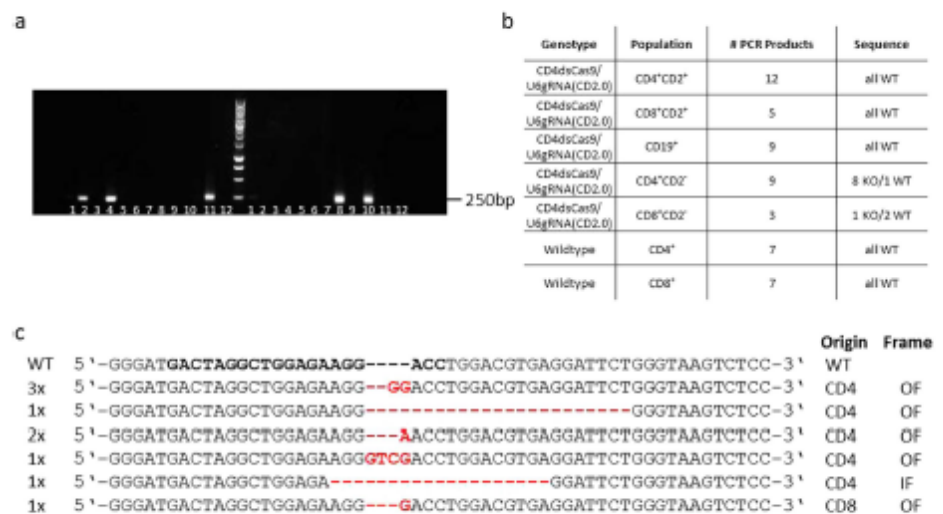 a
1 2 3 4 5 6 7 8 9 10 11 12 1 2 3 4 5 6 7 8 9 10 11 12
250bp
b
Genotype Population # PCR Products Sequence
CD4dsCas9/
U6gRNA(CD2.0) CD4⁺CD2⁺ 12 all WT
CD4dsCas9/
U6gRNA(CD2.0) CD8⁺CD2⁺ 5 all WT
CD4dsCas9/
U6gRNA(CD2.0) CD19⁺ 9 all WT
CD4dsCas9/
U6gRNA(CD2.0) CD4⁺CD2⁻ 9 8 KO/1 WT
CD4dsCas9/
U6gRNA(CD2.0) CD8⁺CD2⁻ 3 1 KO/2 WT
Wildtype CD4⁺ 7 all WT
Wildtype CD8⁺ 7 all WT
c
Origin Frame
WT 5'-GGGATGACTAGGCTGGAGAAGG----ACCTGGACGTGAGGATTCTGGGTAAGTCTCC-3' WT
3x 5'-GGGATGACTAGGCTGGAGAAGG--GGACCTGGACGTGAGGATTCTGGGTAAGTCTCC-3' CD4 OF
1x 5'-GGGATGACTAGGCTGGAGAAGG-----------------------GGGTAAGTCTCC-3' CD4 OF
2x 5'-GGGATGACTAGGCTGGAGAAGG---AACCTGGACGTGAGGATTCTGGGTAAGTCTCC-3' CD4 OF
1x 5'-GGGATGACTAGGCTGGAGAAGGGTCGACCTGGACGTGAGGATTCTGGGTAAGTCTCC-3' CD4 OF
1x 5'-GGGATGACTAGGCTGGAGA-------------------GGATTCTGGGTAAGTCTCC-3' CD4 IF
1x 5'-GGGATGACTAGGCTGGAGAAGG---GACCTGGACGTGAGGATTCTGGGTAAGTCTCC-3' CD8 OF